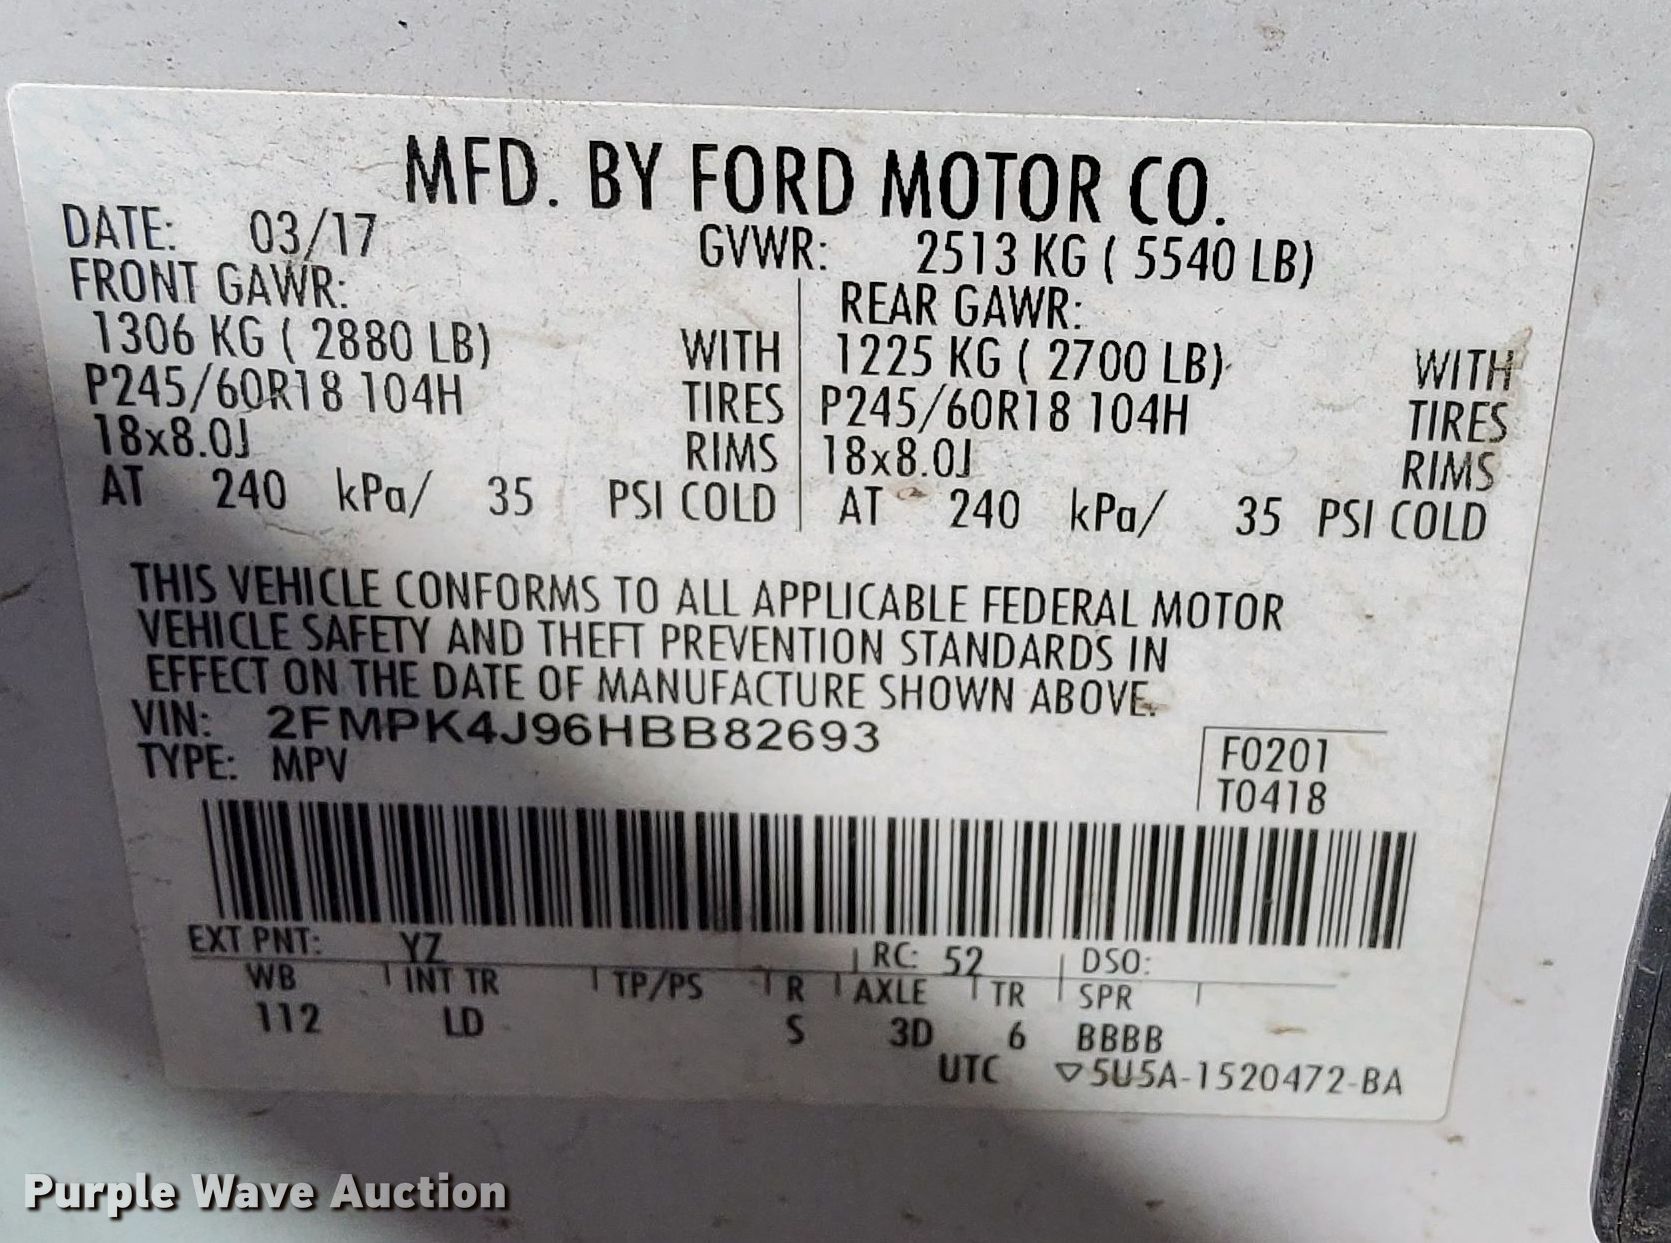 MFD. BY FORD MOTOR CO.
DATE: 03/17 GVWR: 2513 KG ( 5540 LB)
FRONT GAWR: REAR GAWR:
1306 KG ( 2880 LB) WITH 1225 KG ( 2700 LB) WITH
P245/60R18 104H TIRES P245/60R18 104H TIRES
18x8.0J RIMS 18x8.0J RIMS
AT 240 kPa/ 35 PSI COLD AT 240 kPa/ 35 PSI COLD
THIS VEHICLE CONFORMS TO ALL APPLICABLE FEDERAL MOTOR
VEHICLE SAFETY AND THEFT PREVENTION STANDARDS IN
EFFECT ON THE DATE OF MANUFACTURE SHOWN ABOVE.
VIN: 2FMPK4J96HBB82693
TYPE: MPV
F0201
T0418
EXT PNT: YZ RC: 52 DSO:
WB INT TR TP/PS R AXLE TR SPR
112 LD S 3D 6 BBBB
UTC ▽5U5A-1520472-BA
Purple Wave Auction